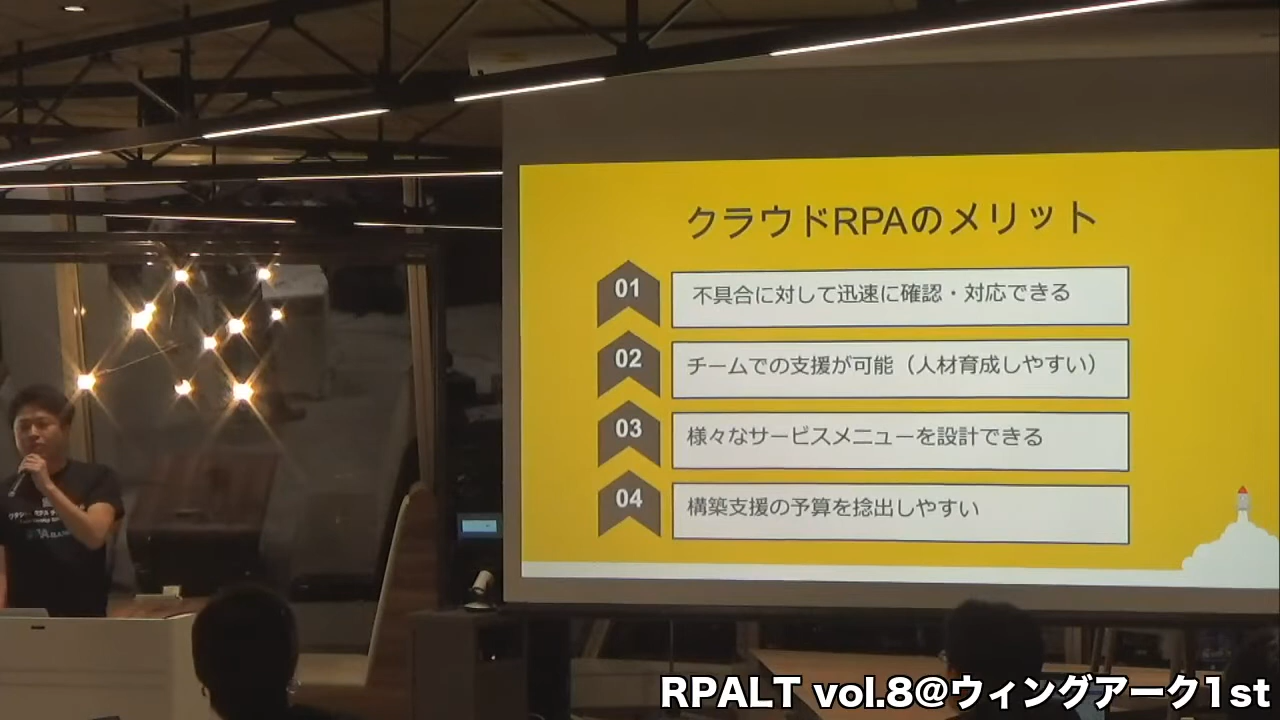 クラウドRPAのメリット
01
不具合に対して迅速に確認・対応できる
02
チームでの支援が可能（人材育成しやすい）
03
様々なサービスメニューを設計できる
04
構築支援の予算を捻出しやすい
RPALT vol.8@ウィングアーク1st